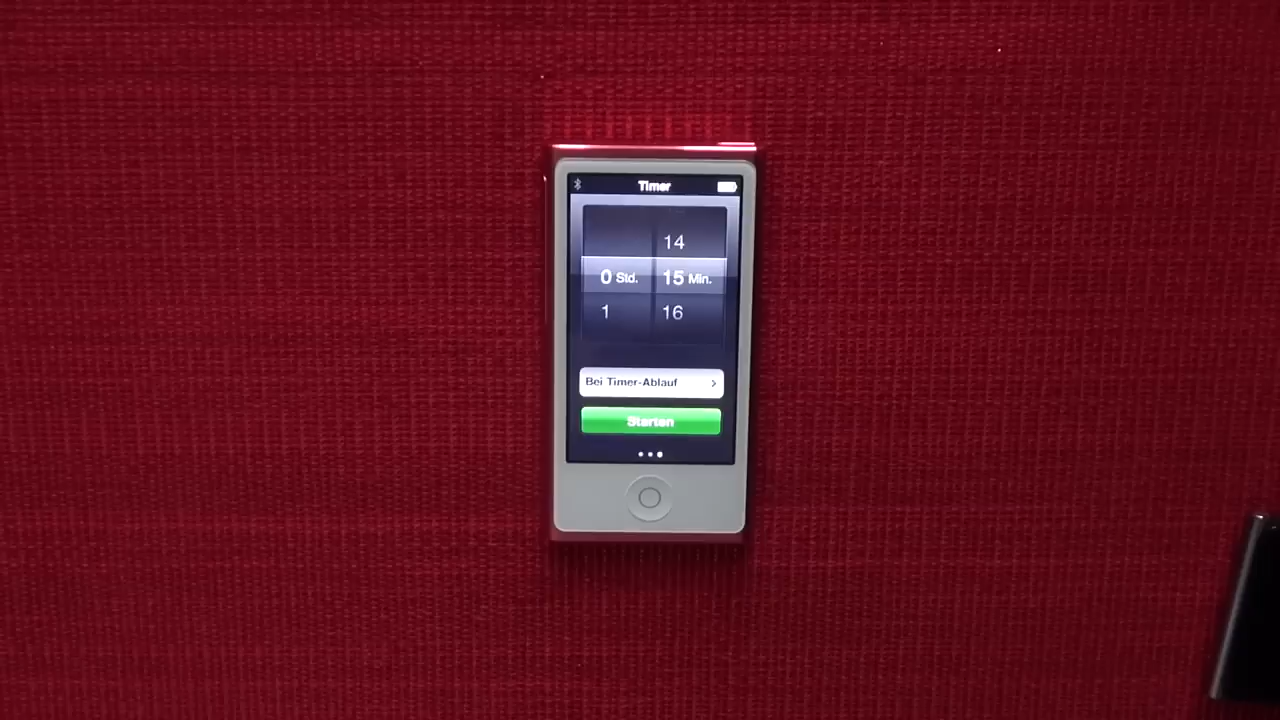 Timer
14
0 Std. 15 Min.
1 16
Bei Timer-Ablauf
Starten